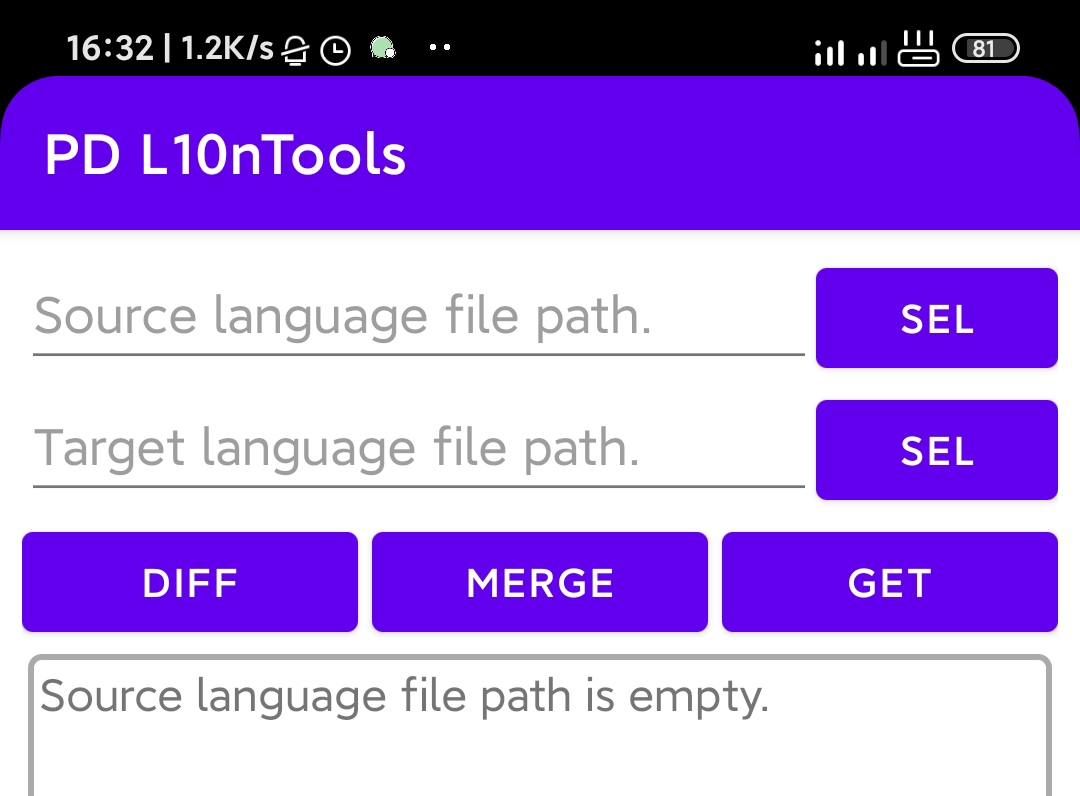 16:32 | 1.2K/s 81
PD L10nTools
Source language file path. SEL
Target language file path. SEL
DIFF MERGE GET
Source language file path is empty.